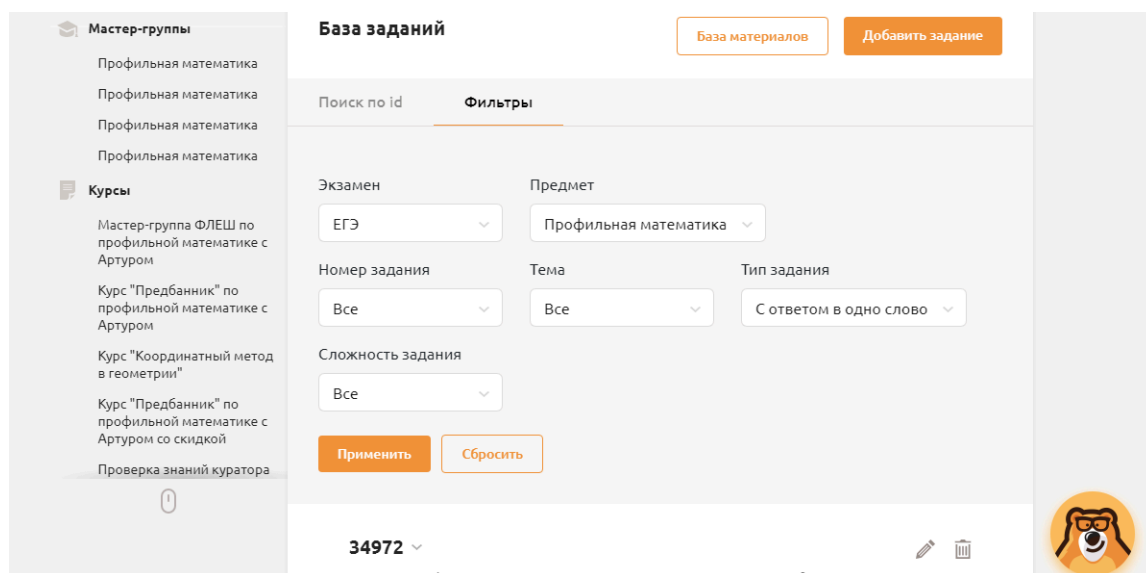 Мастер-группы
Профильная математика
Профильная математика
Профильная математика
Профильная математика
Курсы
Мастер-группа ФЛЕШ по
профильной математике с
Артуром
Курс "Предбанник" по
профильной математике с
Артуром
Курс "Координатный метод
в геометрии"
Курс "Предбанник" по
профильной математике с
Артуром со скидкой
Проверка знаний куратора
База заданий
База материалов
Добавить задание
Поиск по id
Фильтры
Экзамен
Предмет
ЕГЭ
Профильная математика
Номер задания
Тема
Тип задания
Все
Все
С ответом в одно слово
Сложность задания
Все
Применить
Сбросить
34972